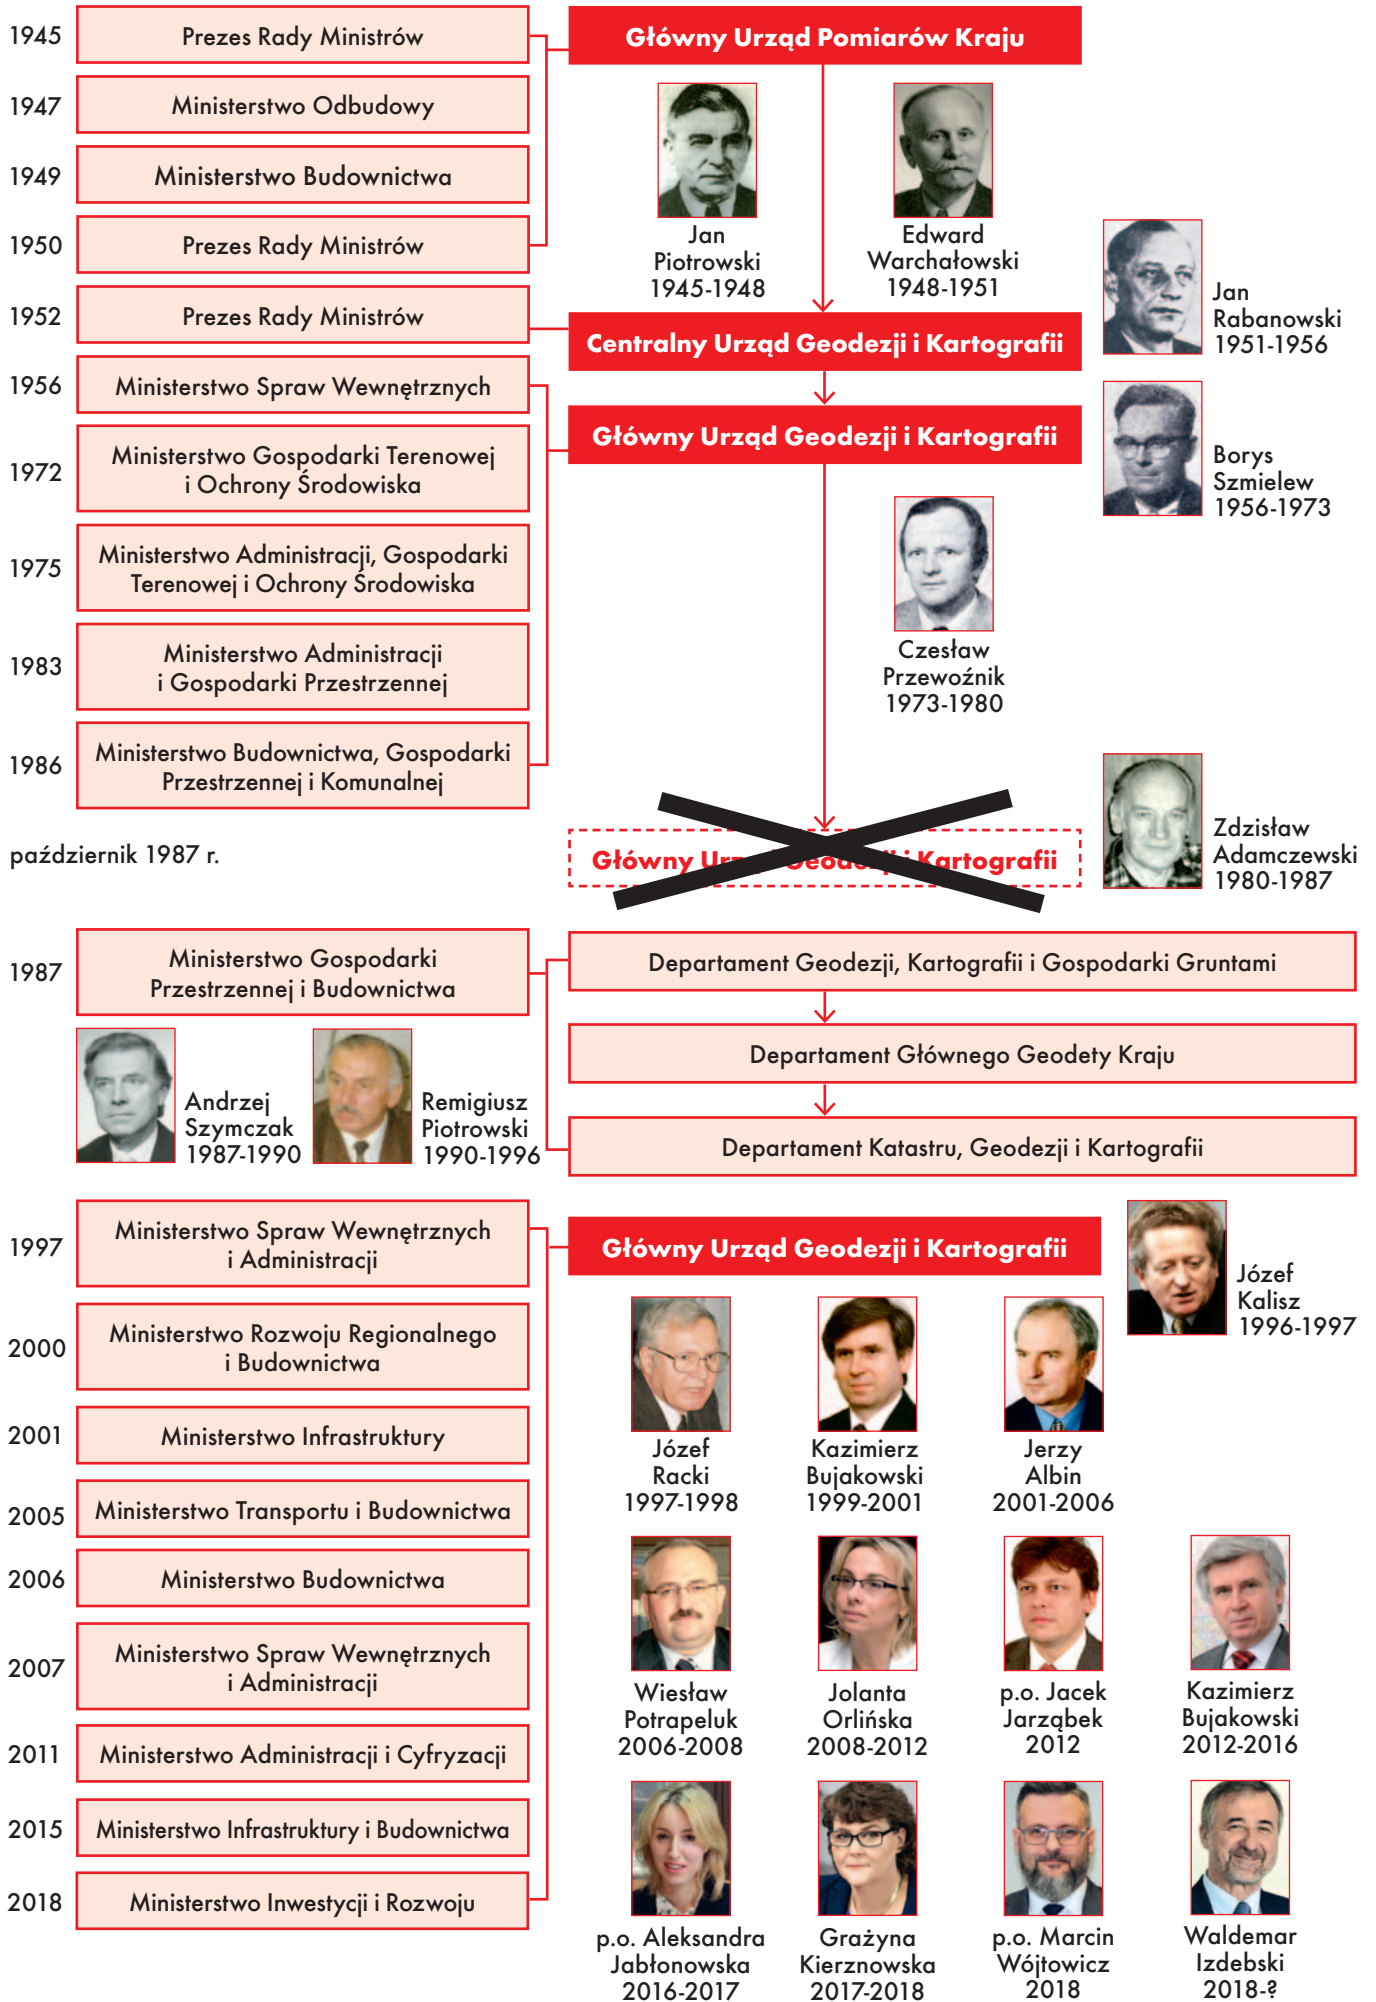 1945
Prezes Rady Ministrów
Główny Urząd Pomiarów Kraju
1947
Ministerstwo Odbudowy
1949
Ministerstwo Budownictwa
1950
Prezes Rady Ministrów
Jan
Piotrowski
1945-1948
Edward
Warchałowski
1948-1951
1952
Prezes Rady Ministrów
Centralny Urząd Geodezji i Kartografii
Jan
Rabanowski
1951-1956
1956
Ministerstwo Spraw Wewnętrznych
Główny Urząd Geodezji i Kartografii
Borys
Szmielew
1956-1973
1972
Ministerstwo Gospodarki Terenowej
i Ochrony Środowiska
1975
Ministerstwo Administracji, Gospodarki
Terenowej i Ochrony Środowiska
1983
Ministerstwo Administracji
i Gospodarki Przestrzennej
Czesław
Przewoźnik
1973-1980
1986
Ministerstwo Budownictwa, Gospodarki
Przestrzennej i Komunalnej
październik 1987 r.
Główny Urząd Geodezji i Kartografii
Zdzisław
Adamczewski
1980-1987
1987
Ministerstwo Gospodarki
Przestrzennej i Budownictwa
Departament Geodezji, Kartografii i Gospodarki Gruntami
Departament Głównego Geodety Kraju
Departament Katastru, Geodezji i Kartografii
Andrzej
Szymczak
1987-1990
Remigiusz
Piotrowski
1990-1996
1997
Ministerstwo Spraw Wewnętrznych
i Administracji
Główny Urząd Geodezji i Kartografii
Józef
Kalisz
1996-1997
2000
Ministerstwo Rozwoju Regionalnego
i Budownictwa
2001
Ministerstwo Infrastruktury
Józef
Racki
1997-1998
Kazimierz
Bujakowski
1999-2001
Jerzy
Albin
2001-2006
2005
Ministerstwo Transportu i Budownictwa
2006
Ministerstwo Budownictwa
2007
Ministerstwo Spraw Wewnętrznych
i Administracji
Wiesław
Potrapeluk
2006-2008
Jolanta
Orlińska
2008-2012
p.o. Jacek
Jarząbek
2012
Kazimierz
Bujakowski
2012-2016
2011
Ministerstwo Administracji i Cyfryzacji
2015
Ministerstwo Infrastruktury i Budownictwa
2018
Ministerstwo Inwestycji i Rozwoju
p.o. Aleksandra
Jabłonowska
2016-2017
Grażyna
Kierznowska
2017-2018
p.o. Marcin
Wójtowicz
2018
Waldemar
Izdebski
2018-?